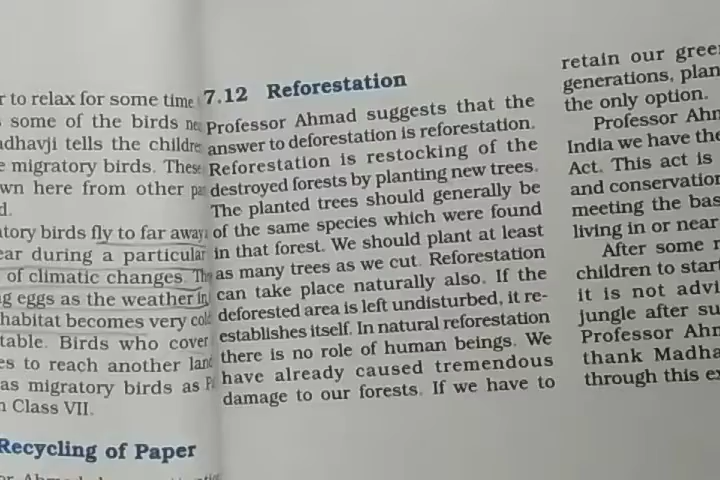 r to relax for some time
some of the birds
adhavji tells the childre
e migratory birds. These
wn here from other
d.
atory birds fly to far away
ear during a particular
of climatic changes. The
g eggs as the weather in
habitat becomes very cold
table. Birds who cover
es to reach another land
as migratory birds as
n Class VII.
Recycling of Paper
7.12 Reforestation
Professor Ahmad suggests that the
answer to deforestation is reforestation.
Reforestation is restocking of the
destroyed forests by planting new trees.
The planted trees should generally be
of the same species which were found
in that forest. We should plant at least
as many trees as we cut. Reforestation
can take place naturally also. If the
deforested area is left undisturbed, it re-
establishes itself. In natural reforestation
there is no role of human beings. We
have already caused tremendous
damage to our forests. If we have to
retain our gree
generations, plan
the only option.
Professor Ahm
India we have the
Act. This act is
and conservation
meeting the bas
living in or near
After some r
children to start
it is not advi
jungle after su
Professor Ahm
thank Madha
through this ex